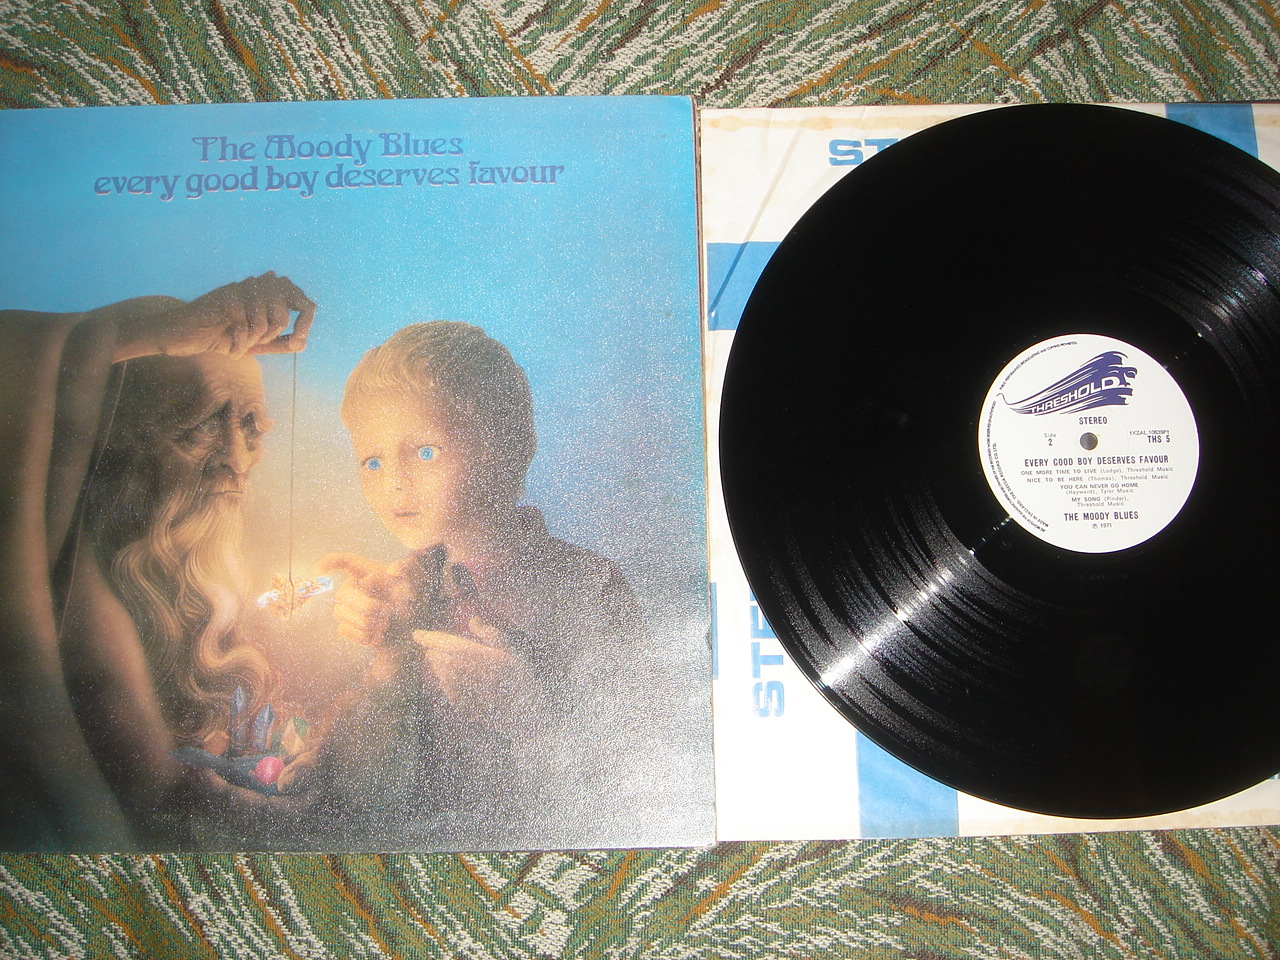 The Moody Blues
every good boy deserves favour
ST
STE
THRESHOLD
STEREO
Side
2
THS 5
EVERY GOOD BOY DESERVES FAVOUR
ONE MORE TIME TO LIVE (Lodge), Threshold Music
NICE TO BE HERE (Thomas), Threshold Music
YOU CAN NEVER GO HOME
(Hayward), Tyler Music
MY SONG (Pinder),
Threshold Music
THE MOODY BLUES
℗ 1971